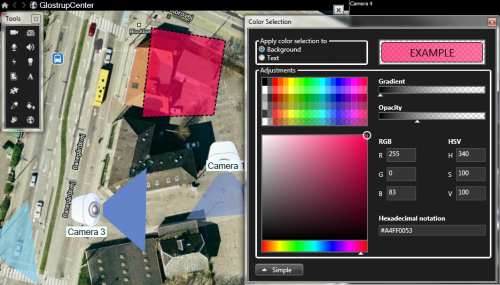 GlostrupCenter
Camera 4
Tools
Color Selection
Apply color selection to
Background
Text
EXAMPLE
Adjustments
Gradient
Opacity
RGB
HSV
R 255
H 340
G 0
S 100
B 83
V 100
Hexadecimal notation
#A4FF0053
Simple
Camera 1
Camera 3